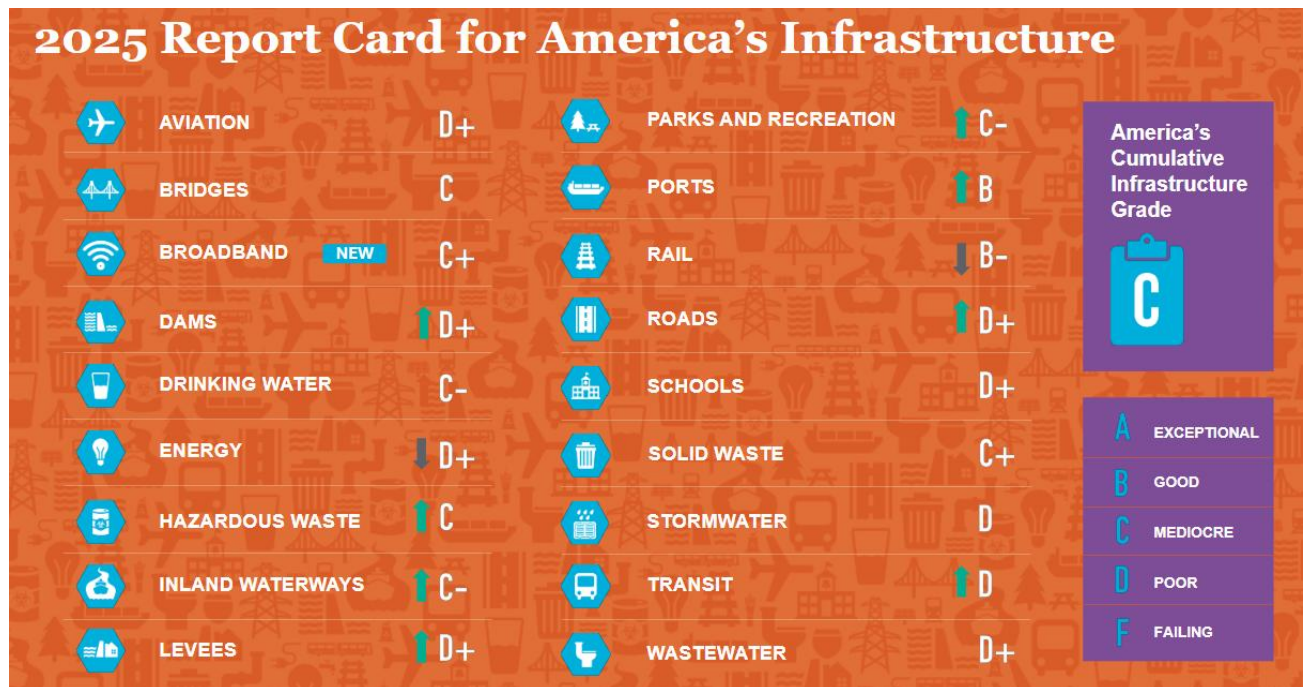 2025 Report Card for America's Infrastructure
AVIATION D+
BRIDGES C
BROADBAND NEW C+
DAMS D+
DRINKING WATER C-
ENERGY D+
HAZARDOUS WASTE C
INLAND WATERWAYS C-
LEVEES D+
PARKS AND RECREATION C-
PORTS B
RAIL B-
ROADS D+
SCHOOLS D+
SOLID WASTE C+
STORMWATER D
TRANSIT D
WASTEWATER D+
America's
Cumulative
Infrastructure
Grade
C
A EXCEPTIONAL
B GOOD
C MEDIOCRE
D POOR
F FAILING